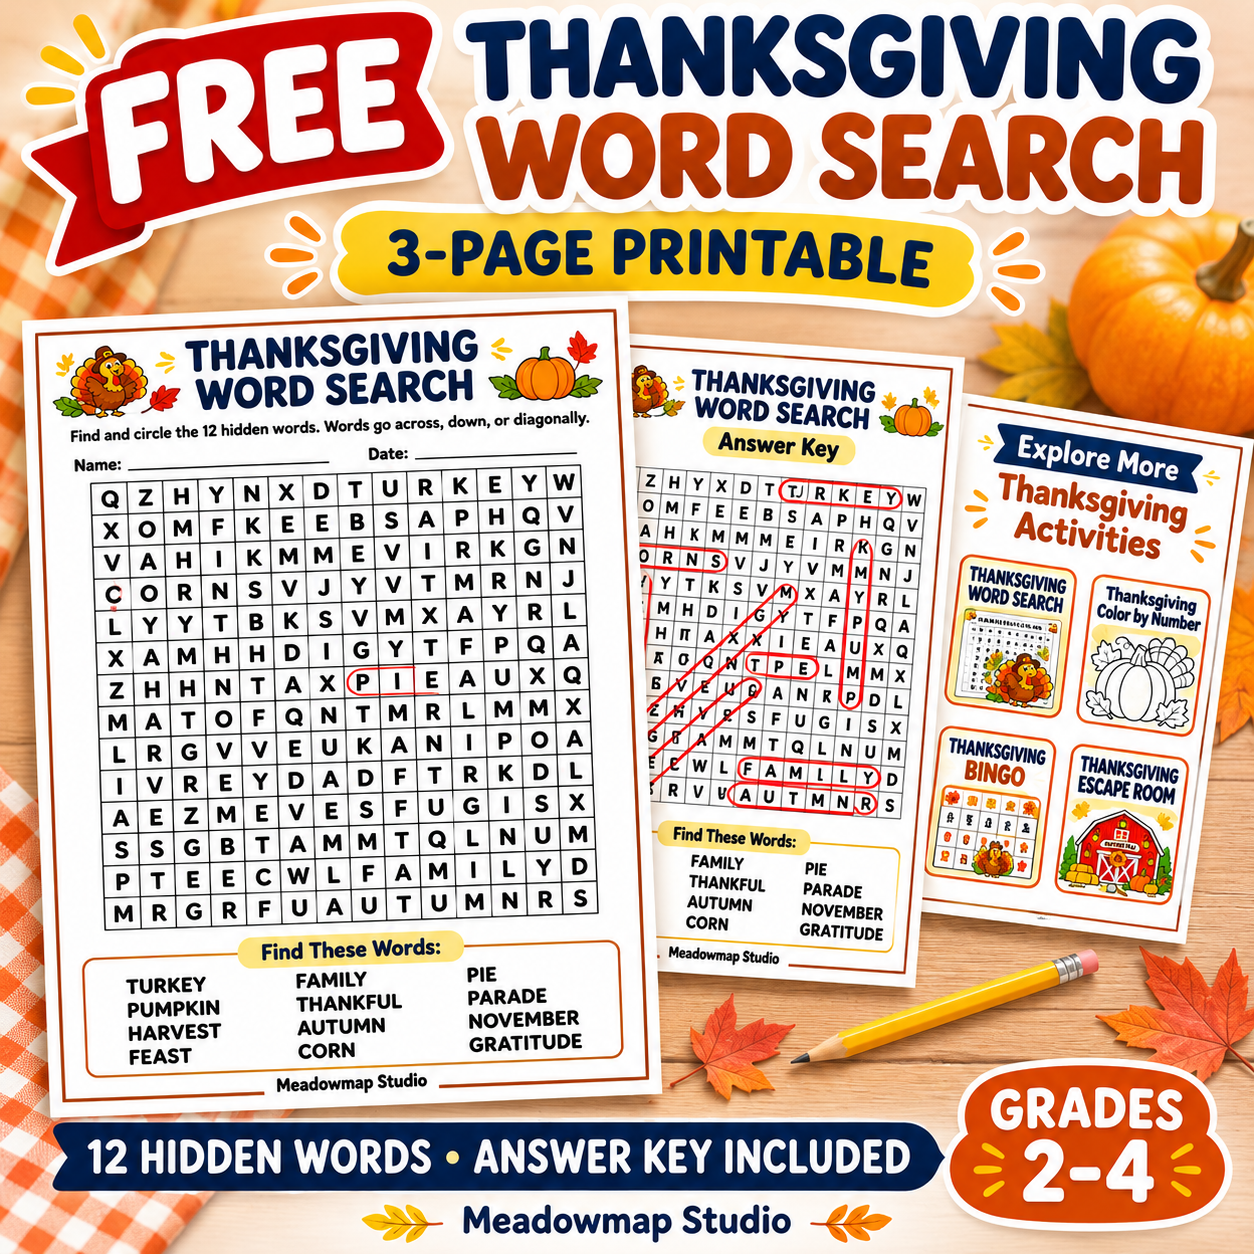 FREE
THANKSGIVING
WORD SEARCH
3-PAGE PRINTABLE
THANKSGIVING
WORD SEARCH
Find and circle the 12 hidden words. Words go across, down, or diagonally.
Name:
Date:
Q Z H Y N X D T U R K E Y W
X O M F K E E B S A P H Q V
V A H I K M M E V I R K G N
C O R N S V J Y V T M R N J
L Y Y T B K S V M X A Y R L
X A M H H D I G Y T F P Q A
Z H H N T A X P I E A U X Q
M A T O F Q N T M R L M M X
L R G V V E U K A N I P O A
I V R E Y D A D F T R K D L
A E Z M E V E S F U G I S X
S S G B T A M M T Q L N U M
P T E E C W L F A M I L Y D
M R G R F U A U T U M N R S
Find These Words:
TURKEY
PUMPKIN
HARVEST
FEAST
FAMILY
THANKFUL
AUTUMN
CORN
PIE
PARADE
NOVEMBER
GRATITUDE
Meadowmap Studio
THANKSGIVING
WORD SEARCH
Answer Key
Find These Words:
FAMILY
THANKFUL
AUTUMN
CORN
PIE
PARADE
NOVEMBER
GRATITUDE
Meadowmap Studio
Explore More
Thanksgiving
Activities
THANKSGIVING
WORD SEARCH
Thanksgiving
Color by Number
THANKSGIVING
BINGO
THANKSGIVING
ESCAPE ROOM
12 HIDDEN WORDS • ANSWER KEY INCLUDED
GRADES
2-4
Meadowmap Studio